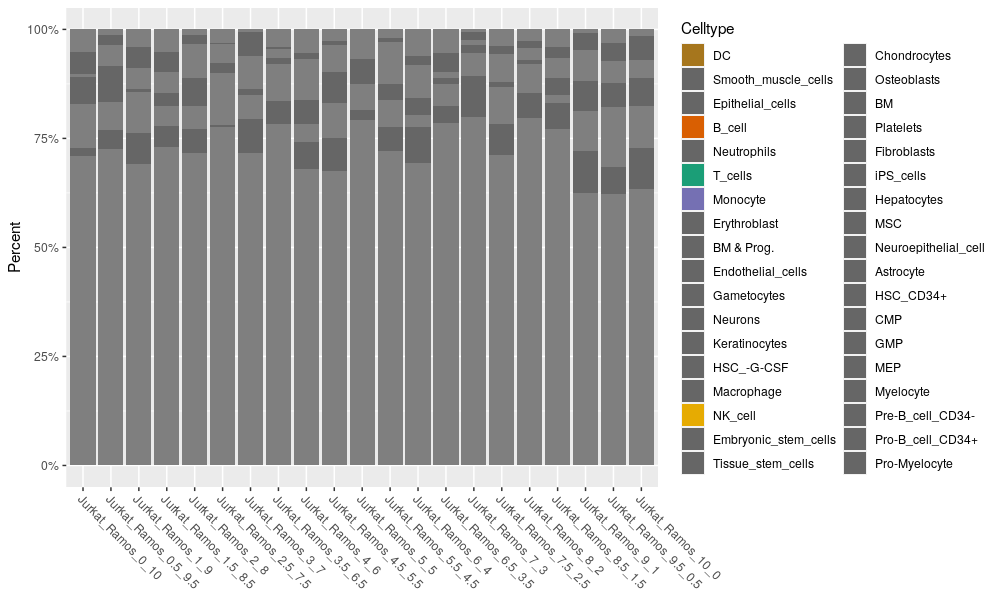 Celltype
100%
75%
50%
25%
0%
Percent
Jurkat_Ramos_0_10
Jurkat_Ramos_0.5_9.5
Jurkat_Ramos_1_9
Jurkat_Ramos_1.5_8.5
Jurkat_Ramos_2_8
Jurkat_Ramos_2.5_7.5
Jurkat_Ramos_3_7
Jurkat_Ramos_3.5_6.5
Jurkat_Ramos_4_6
Jurkat_Ramos_4.5_5.5
Jurkat_Ramos_5_5
Jurkat_Ramos_5.5_4.5
Jurkat_Ramos_6_4
Jurkat_Ramos_6.5_3.5
Jurkat_Ramos_7_3
Jurkat_Ramos_7.5_2.5
Jurkat_Ramos_8_2
Jurkat_Ramos_8.5_1.5
Jurkat_Ramos_9_1
Jurkat_Ramos_9.5_0.5
Jurkat_Ramos_10_0
DC
Smooth_muscle_cells
Epithelial_cells
B_cell
Neutrophils
T_cells
Monocyte
Erythroblast
BM & Prog.
Endothelial_cells
Gametocytes
Neurons
Keratinocytes
HSC_-G-CSF
Macrophage
NK_cell
Embryonic_stem_cells
Tissue_stem_cells
Chondrocytes
Osteoblasts
BM
Platelets
Fibroblasts
iPS_cells
Hepatocytes
MSC
Neuroepithelial_cell
Astrocyte
HSC_CD34+
CMP
GMP
MEP
Myelocyte
Pre-B_cell_CD34-
Pro-B_cell_CD34+
Pro-Myelocyte